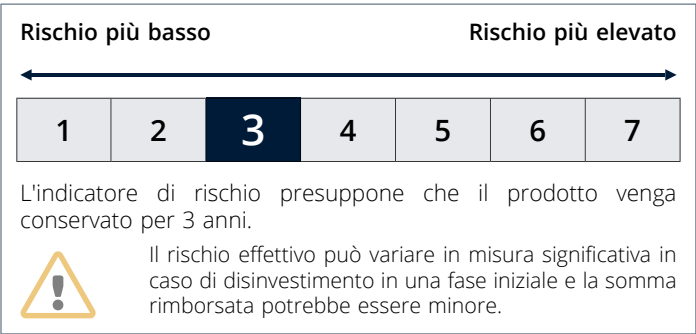 Rischio più basso Rischio più elevato
1 2 3 4 5 6 7
L'indicatore di rischio presuppone che il prodotto venga
conservato per 3 anni.
Il rischio effettivo può variare in misura significativa in
caso di disinvestimento in una fase iniziale e la somma
rimborsata potrebbe essere minore.